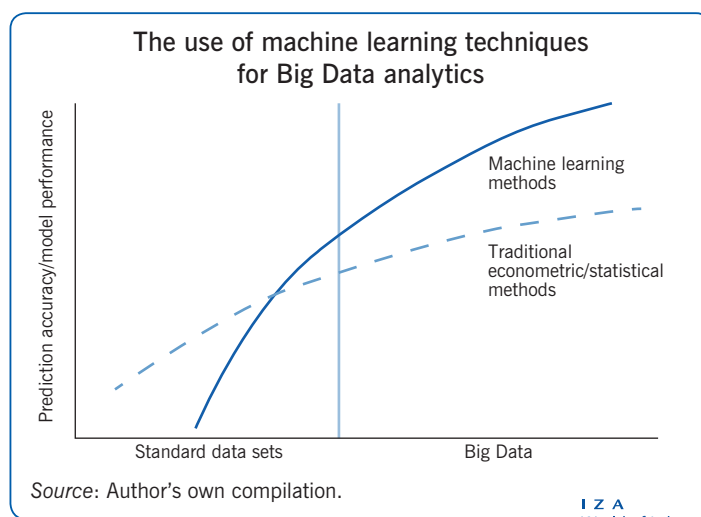 The use of machine learning techniques
for Big Data analytics
Prediction accuracy/model performance
Machine learning
methods
Traditional
econometric/statistical
methods
Standard data sets
Big Data
Source: Author's own compilation.
I Z A